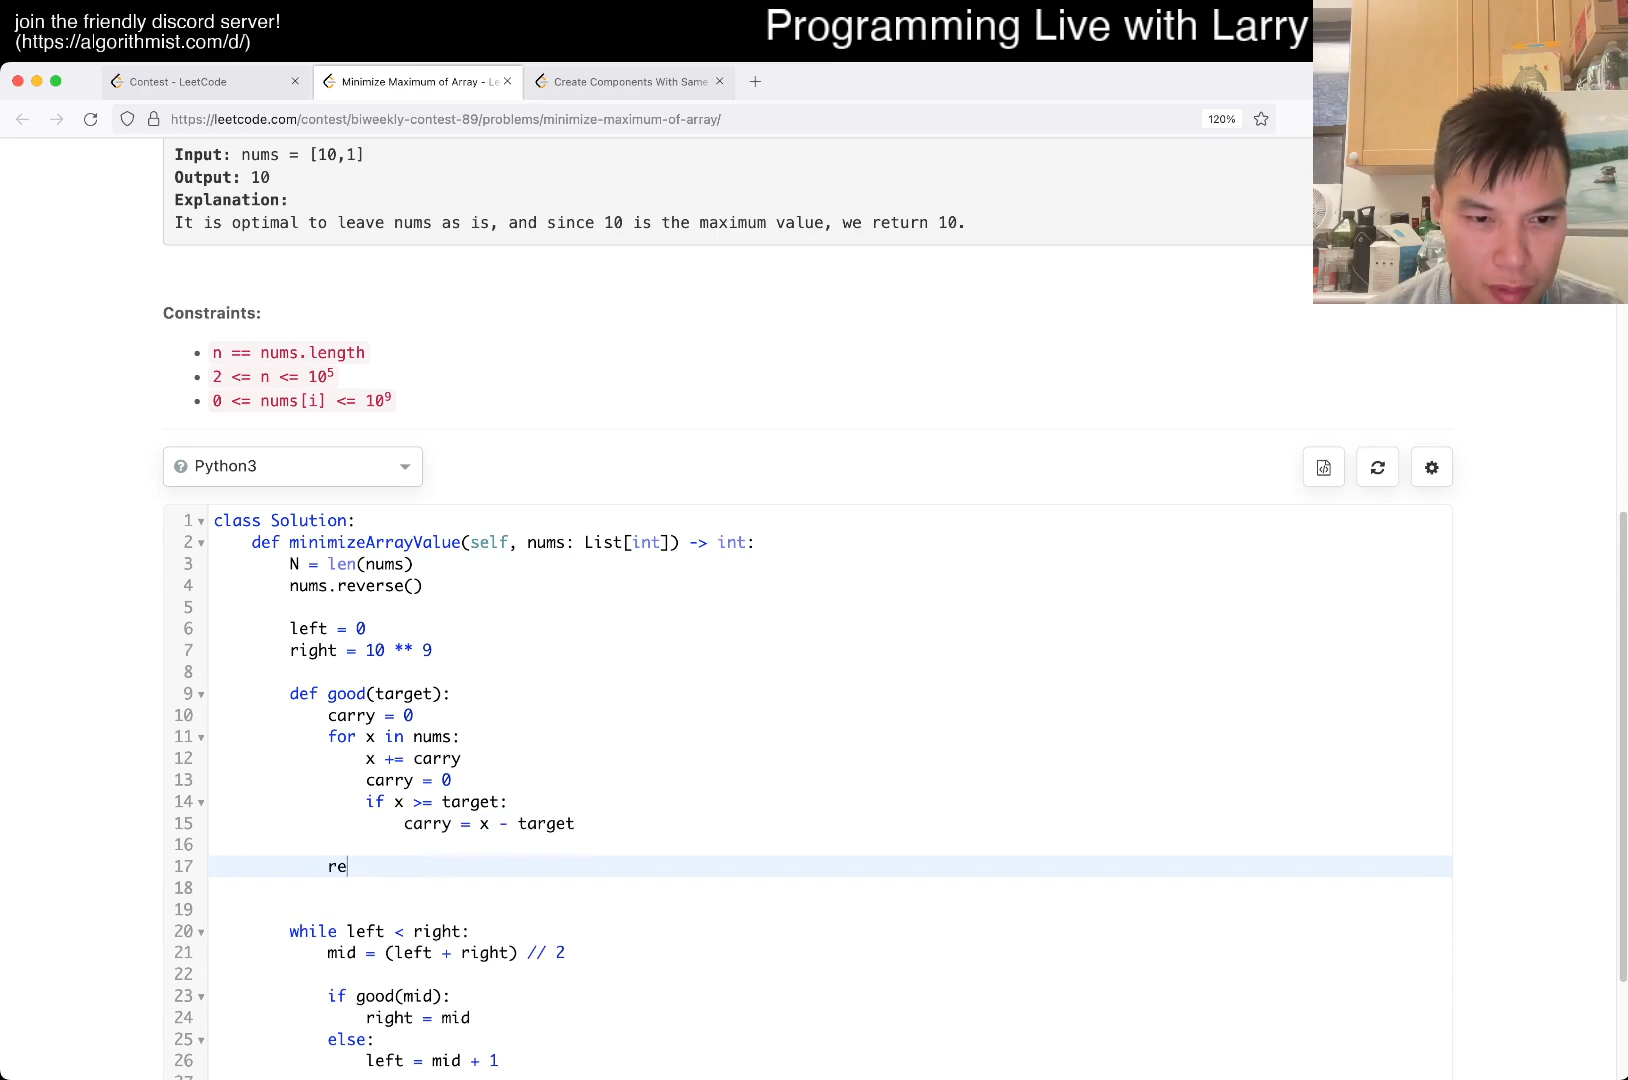 join the friendly discord server!
(https://algorithmist.com/d/)
Programming Live with Larry
Contest - LeetCode
Minimize Maximum of Array - Le
Create Components With Same
https://leetcode.com/contest/biweekly-contest-89/problems/minimize-maximum-of-array/
120%
Input: nums = [10,1]
Output: 10
Explanation:
It is optimal to leave nums as is, and since 10 is the maximum value, we return 10.
Constraints:
n == nums.length
2 <= n <= 10⁵
0 <= nums[i] <= 10⁹
Python3
1 class Solution:
2 def minimizeArrayValue(self, nums: List[int]) -> int:
3 N = len(nums)
4 nums.reverse()
5
6 left = 0
7 right = 10 ** 9
8
9 def good(target):
10 carry = 0
11 for x in nums:
12 x += carry
13 carry = 0
14 if x >= target:
15 carry = x - target
16
17 re
18
19
20 while left < right:
21 mid = (left + right) // 2
22
23 if good(mid):
24 right = mid
25 else:
26 left = mid + 1